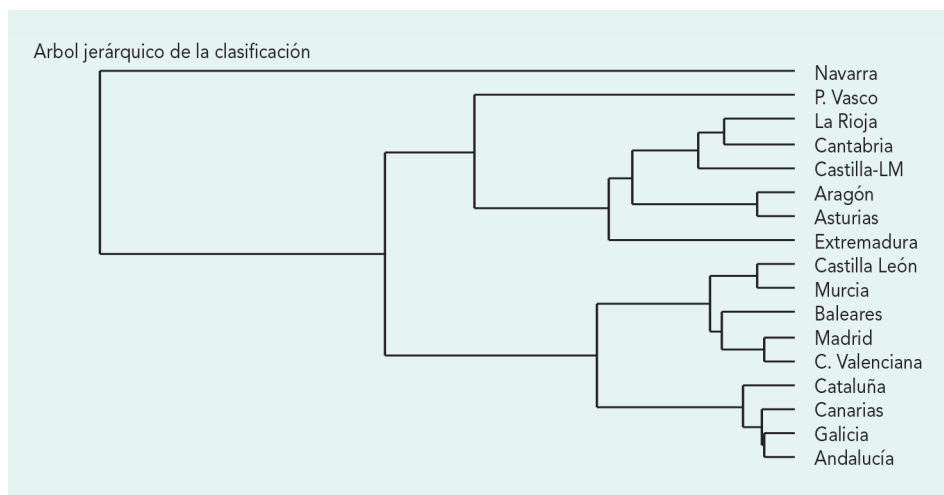 Arbol jerárquico de la clasificación
Navarra
P. Vasco
La Rioja
Cantabria
Castilla-LM
Aragón
Asturias
Extremadura
Castilla León
Murcia
Baleares
Madrid
C. Valenciana
Cataluña
Canarias
Galicia
Andalucía